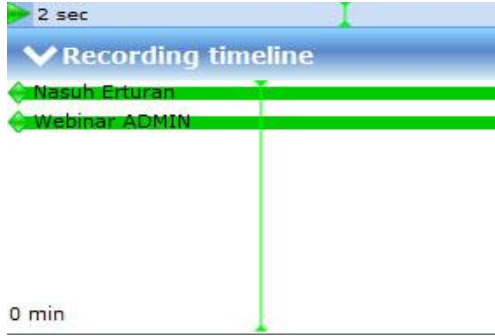 2 sec
Recording timeline
Nasuh Erturan
Webinar ADMIN
0 min